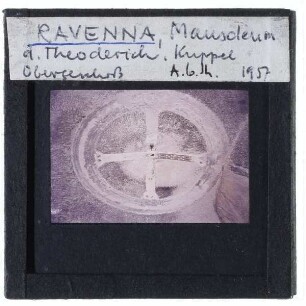 RAVENNA, Mausoleum
d. Theoderich, Kuppel
Obergeschoß A.b.h. 1957